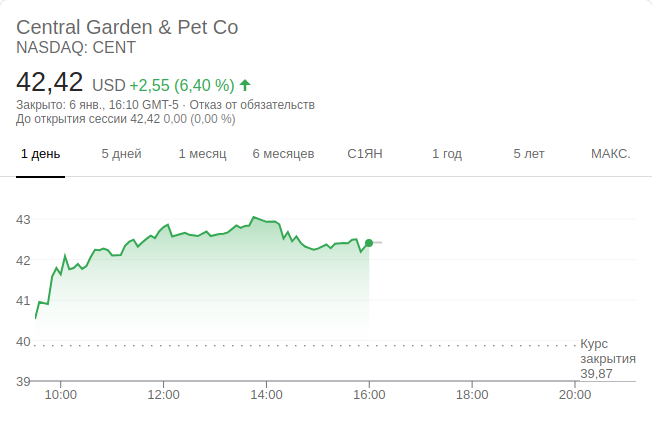 Central Garden & Pet Co
NASDAQ: CENT
42,42 USD +2,55 (6,40 %)
Закрыто: 6 янв., 16:10 GMT-5 · Отказ от обязательств
До открытия сессии 42,42 0,00 (0,00 %)
1 день 5 дней 1 месяц 6 месяцев С1ЯН 1 год 5 лет МАКС.
43
42
41
40
Курс
закрытия
39,87
39
10:00 12:00 14:00 16:00 18:00 20:00